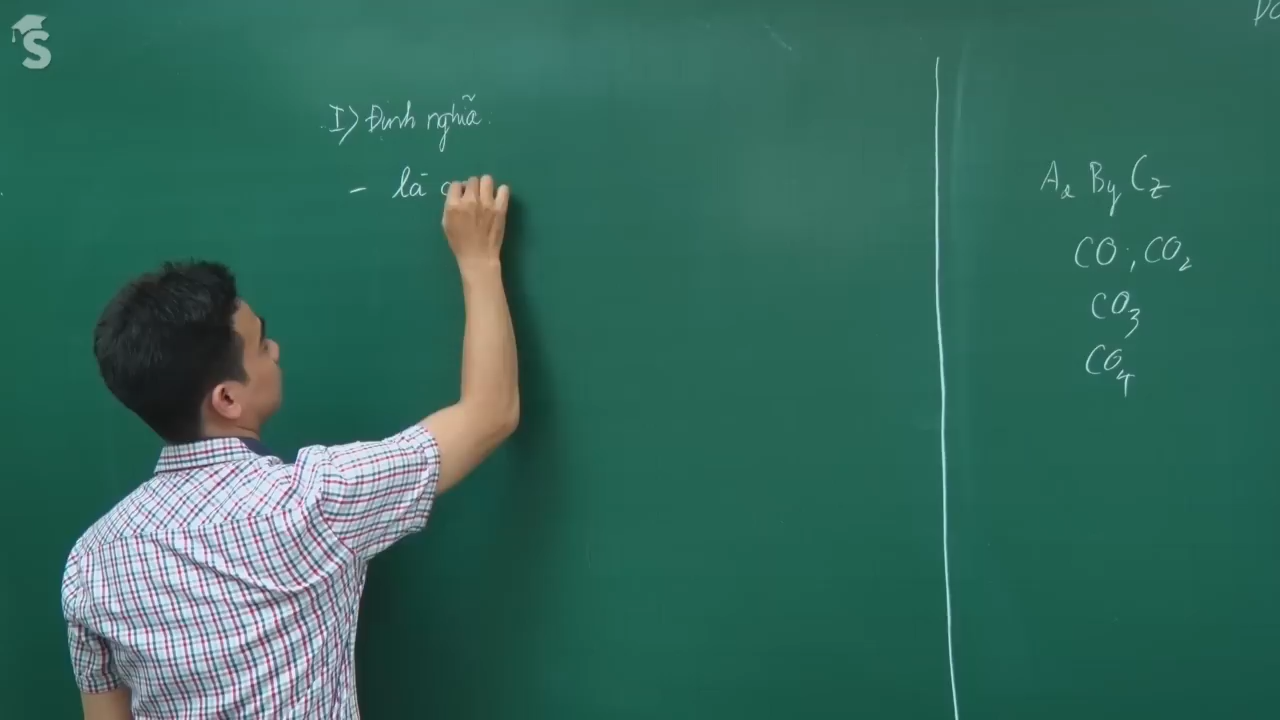 I) Định nghĩa
- là
AxByCz
CO ; CO2
CO3
CO4
S